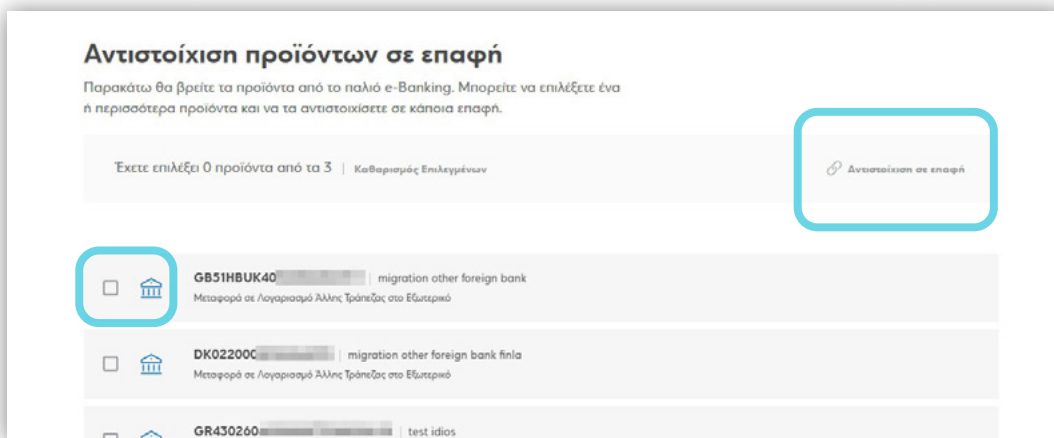 Αντιστοίχιση προϊόντων σε επαφή
Παρακάτω θα βρείτε τα προϊόντα από το παλιό e-Banking. Μπορείτε να επιλέξετε ένα
ή περισσότερα προϊόντα και να τα αντιστοιχίσετε σε κάποια επαφή.
Έχετε επιλέξει 0 προϊόντα από τα 3 | Καθαρισμός Επιλεγμένων
Αντιστοίχιση σε επαφή
GB51HBUK40 | migration other foreign bank
Μεταφορά σε Λογαριασμό Άλλης Τράπεζας στο Εξωτερικό
DK022000 | migration other foreign bank finla
Μεταφορά σε Λογαριασμό Άλλης Τράπεζας στο Εξωτερικό
GR430260 | test idios